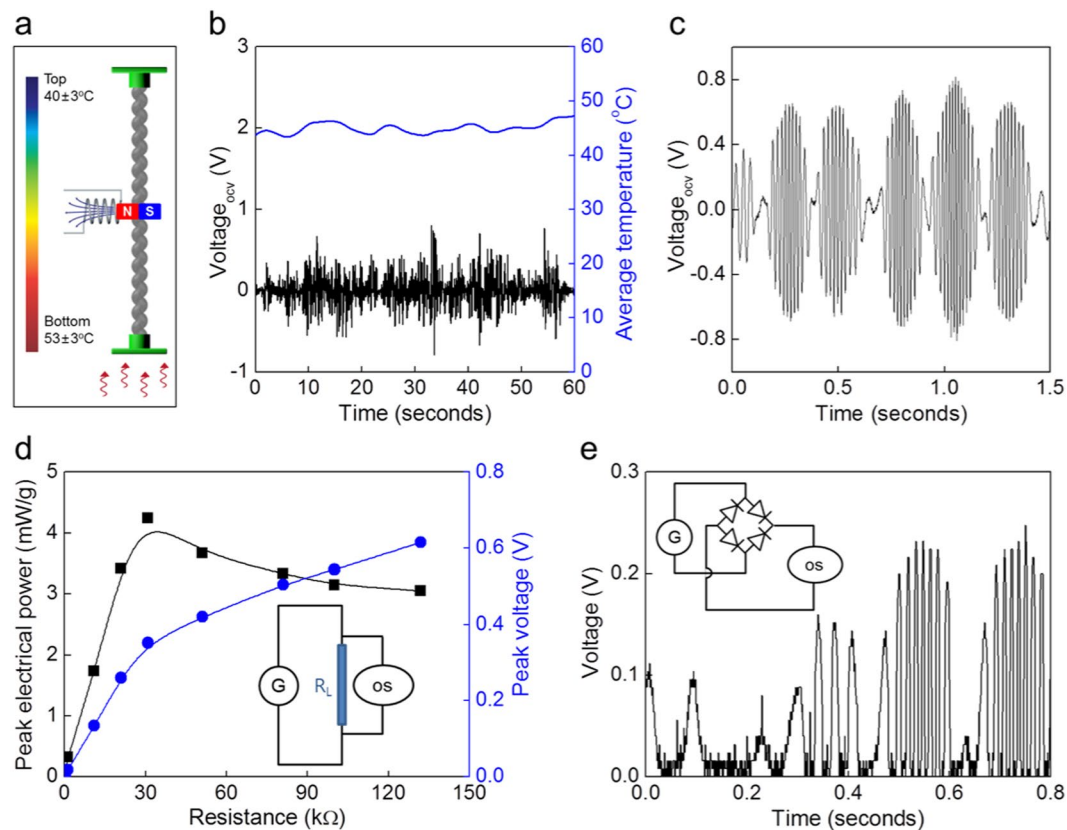 a
Top
40±3°C
N S
Bottom
53±3°C
b
Voltage_ocv (V)
3
2
1
0
-1
0 10 20 30 40 50 60
Time (seconds)
60
50
40
30
20
10
0
Average temperature (°C)
c
Voltage_ocv (V)
0.8
0.4
0.0
-0.4
-0.8
0.0 0.5 1.0 1.5
Time (seconds)
d
Peak electrical power (mW/g)
5
4
3
2
1
0
0 30 60 90 120 150
Resistance (kΩ)
0.8
0.6
0.4
0.2
0.0
Peak voltage (V)
G R_L os
e
Voltage (V)
0.3
0.2
0.1
0.0
0.0 0.2 0.4 0.6 0.8
Time (seconds)
G
os